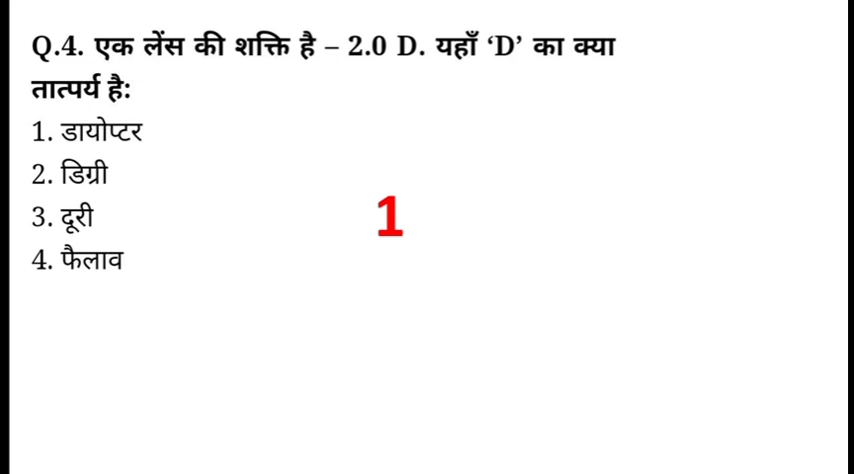 Q.4. एक लेंस की शक्ति है – 2.0 D. यहाँ ‘D’ का क्या
तात्पर्य है:
1. डायोप्टर
2. डिग्री
3. दूरी
1
4. फैलाव